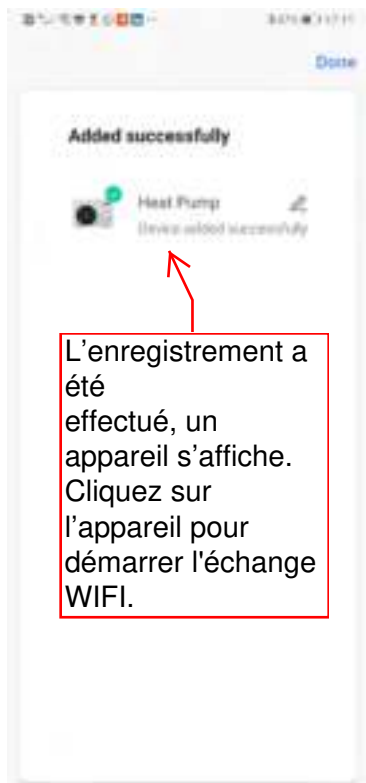 Done
Added successfully
Heat Pump
Device added successfully
L'enregistrement a
été
effectué, un
appareil s'affiche.
Cliquez sur
l'appareil pour
démarrer l'échange
WIFI.